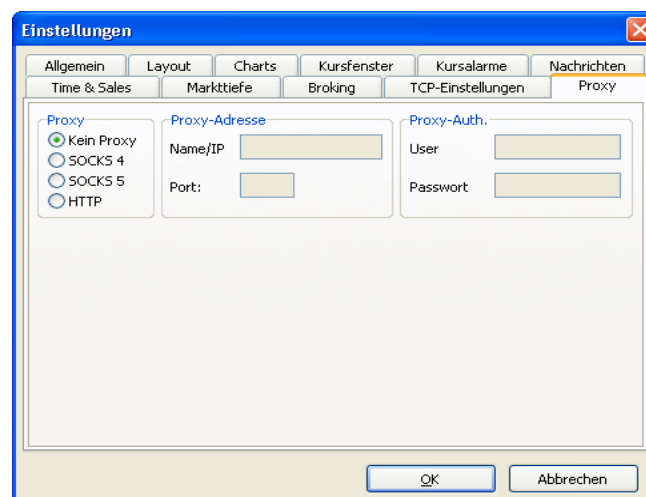 Einstellungen
Allgemein Layout Charts Kursfenster Kursalarme Nachrichten
Time & Sales Markttiefe Broking TCP-Einstellungen Proxy
Proxy Proxy-Adresse Proxy-Auth.
Kein Proxy Name/IP User
SOCKS 4
SOCKS 5 Port: Passwort
HTTP
OK Abbrechen